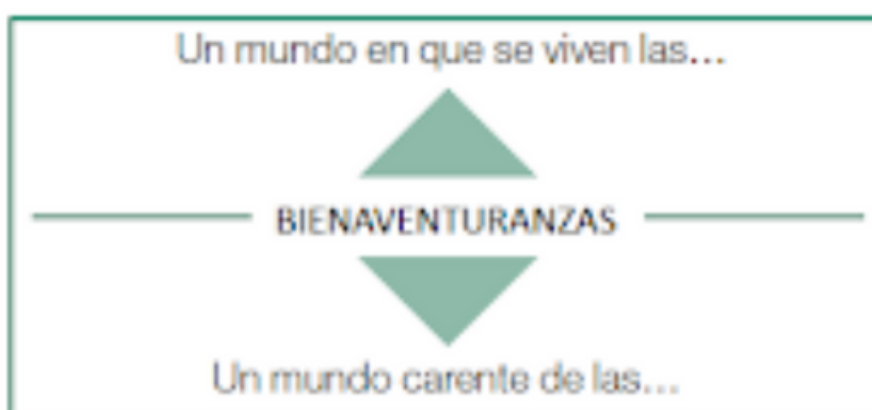 Un mundo en que se viven las...
BIENAVENTURANZAS
Un mundo carente de las...